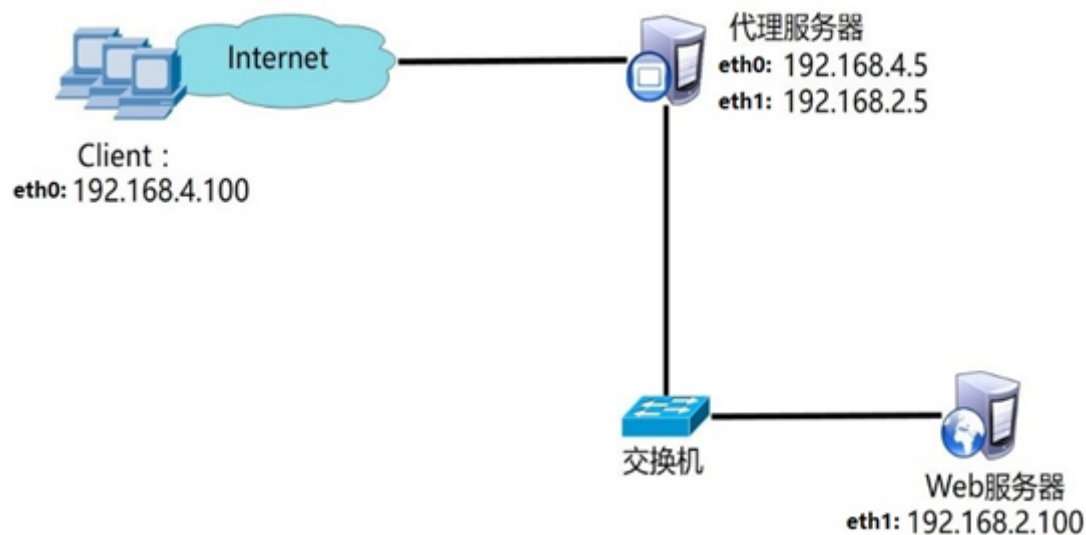 Internet
代理服务器
eth0: 192.168.4.5
eth1: 192.168.2.5
Client：
eth0: 192.168.4.100
交换机
Web服务器
eth1: 192.168.2.100